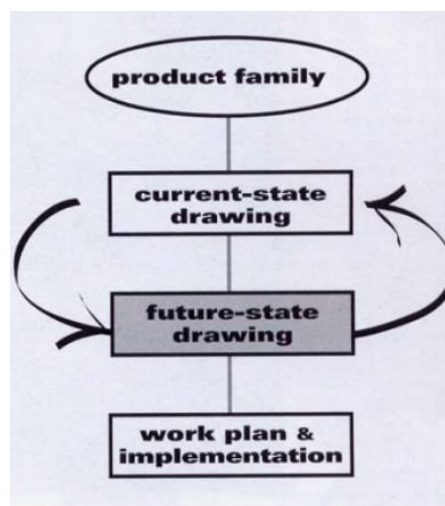 product family
current-state
drawing
future-state
drawing
work plan &
implementation